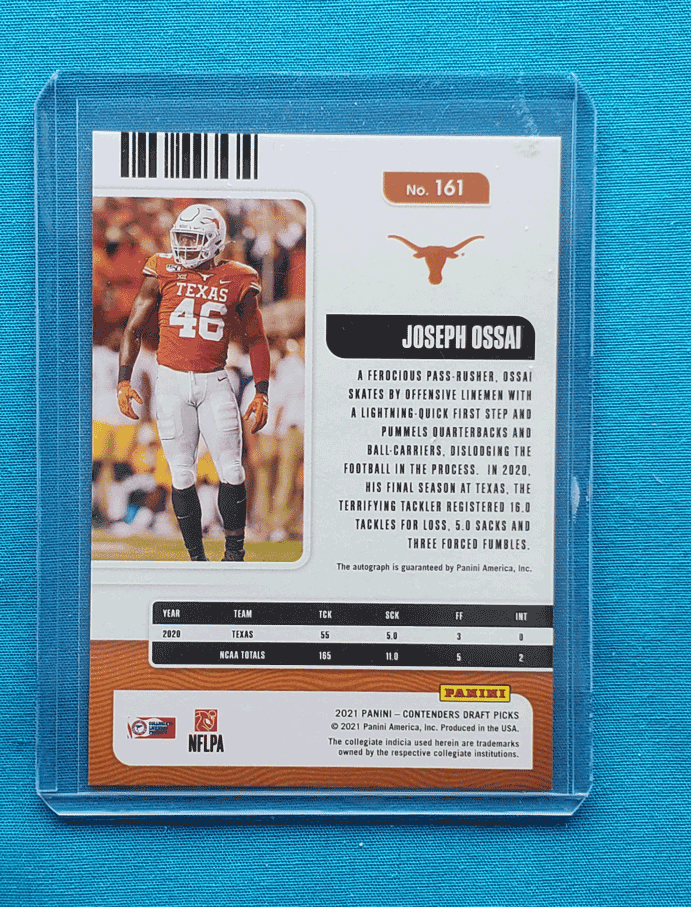 No. 161
TEXAS
46
JOSEPH OSSAI
A FEROCIOUS PASS-RUSHER, OSSAI
SKATES BY OFFENSIVE LINEMEN WITH
A LIGHTNING-QUICK FIRST STEP AND
PUMMELS QUARTERBACKS AND
BALL-CARRIERS, DISLODGING THE
FOOTBALL IN THE PROCESS. IN 2020,
HIS FINAL SEASON AT TEXAS, THE
TERRIFYING TACKLER REGISTERED 16.0
TACKLES FOR LOSS, 5.0 SACKS AND
THREE FORCED FUMBLES.
The autograph is guaranteed by Panini America, Inc.
YEAR TEAM TCK SCK FF INT
2020 TEXAS 55 5.0 3 0
NCAA TOTALS 165 11.0 5 2
PANINI
2021 PANINI – CONTENDERS DRAFT PICKS
© 2021 Panini America, Inc. Produced in the USA.
The collegiate indicia used herein are trademarks
owned by the respective collegiate institutions.
NFLPA